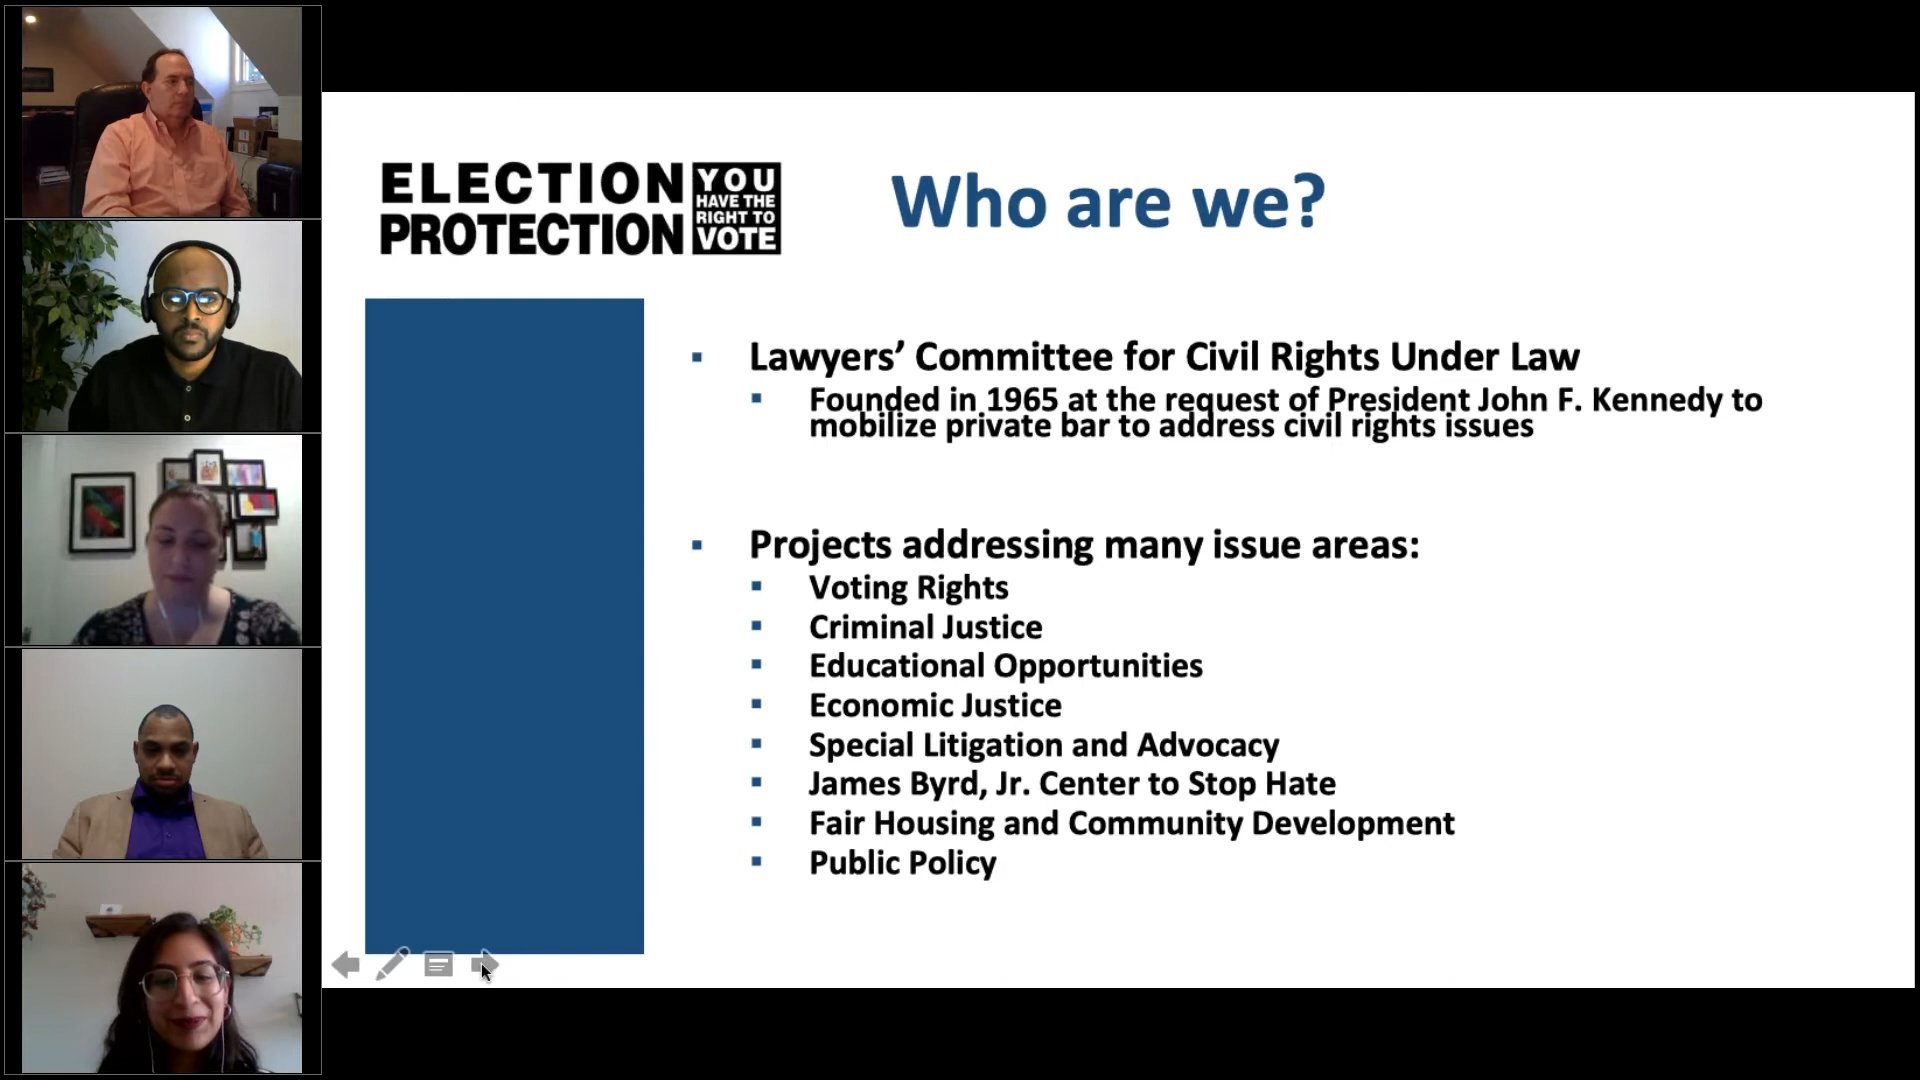 ELECTION
PROTECTION
YOU
HAVE THE
RIGHT TO
VOTE
Who are we?
Lawyers’ Committee for Civil Rights Under Law
Founded in 1965 at the request of President John F. Kennedy to
mobilize private bar to address civil rights issues
Projects addressing many issue areas:
Voting Rights
Criminal Justice
Educational Opportunities
Economic Justice
Special Litigation and Advocacy
James Byrd, Jr. Center to Stop Hate
Fair Housing and Community Development
Public Policy